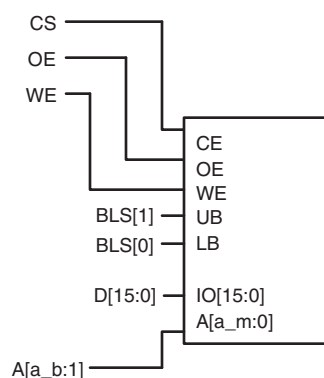 CS
OE
WE
CE
OE
WE
BLS[1] UB
BLS[0] LB
D[15:0] IO[15:0]
A[a_m:0]
A[a_b:1]